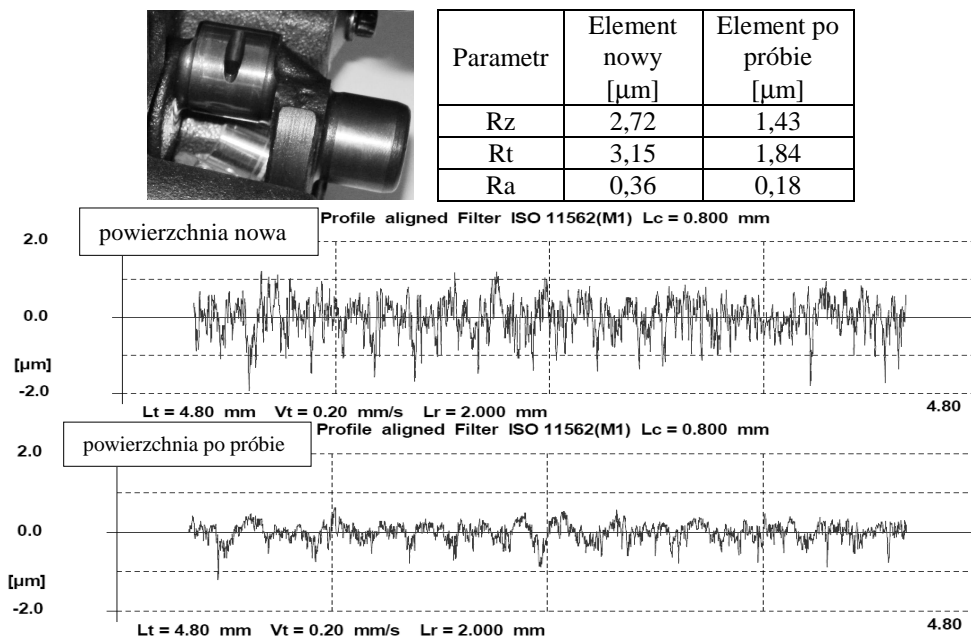 Parametr
Element
nowy
[µm]
Element po
próbie
[µm]
Rz 2,72 1,43
Rt 3,15 1,84
Ra 0,36 0,18
Profile aligned Filter ISO 11562(M1) Lc = 0.800 mm
powierzchnia nowa
2.0
0.0
[µm]
-2.0
Lt = 4.80 mm Vt = 0.20 mm/s Lr = 2.000 mm
4.80
Profile aligned Filter ISO 11562(M1) Lc = 0.800 mm
powierzchnia po próbie
2.0
0.0
[µm]
-2.0
Lt = 4.80 mm Vt = 0.20 mm/s Lr = 2.000 mm
4.80